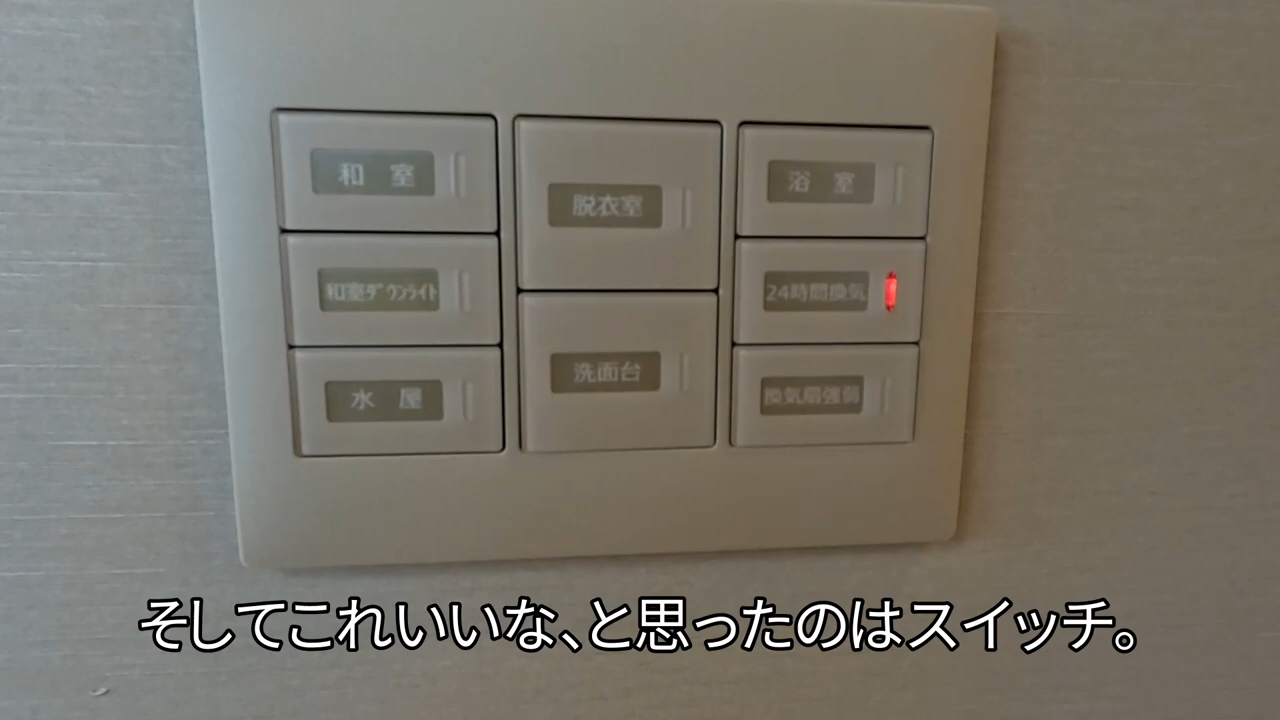 和室
和室ダウンライト
水屋
脱衣室
洗面台
浴室
24時間換気
換気扇強弱
そしてこれいいな、と思ったのはスイッチ。